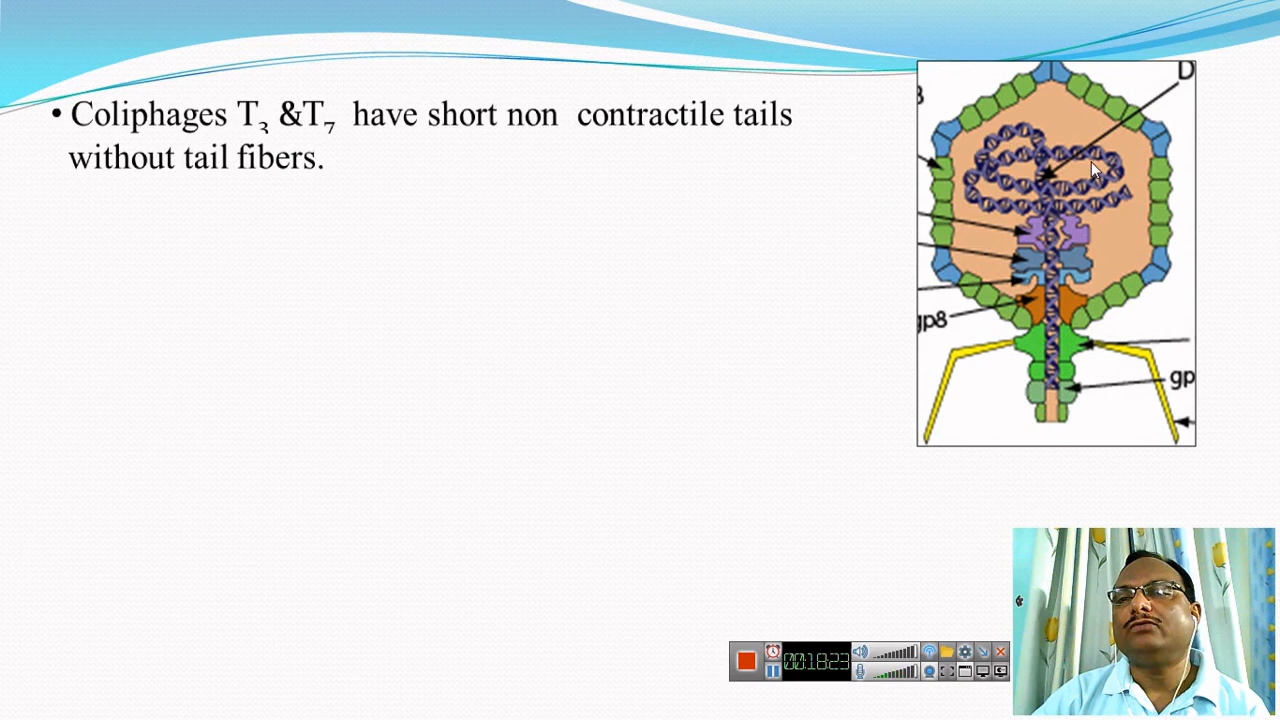 • Coliphages T3 &T7 have short non contractile tails
without tail fibers.
D
gp8
gp
00:18:23